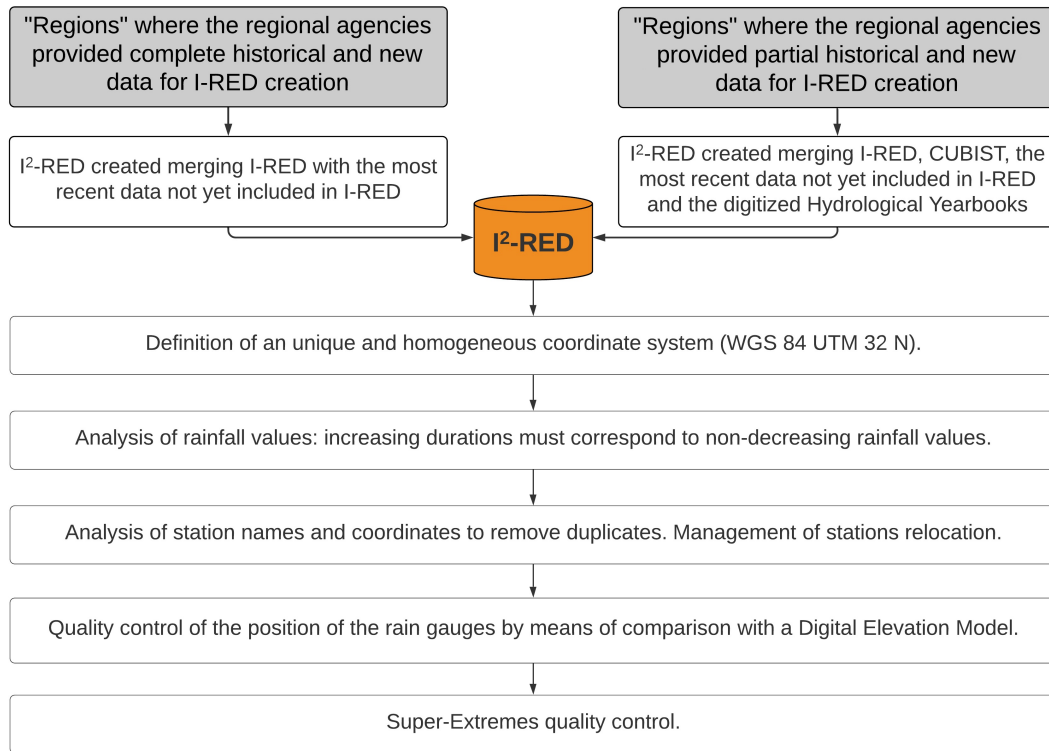 "Regions" where the regional agencies
provided complete historical and new
data for I-RED creation
"Regions" where the regional agencies
provided partial historical and new
data for I-RED creation
I²-RED created merging I-RED with the most
recent data not yet included in I-RED
I²-RED created merging I-RED, CUBIST, the
most recent data not yet included in I-RED
and the digitized Hydrological Yearbooks
I²-RED
Definition of an unique and homogeneous coordinate system (WGS 84 UTM 32 N).
Analysis of rainfall values: increasing durations must correspond to non-decreasing rainfall values.
Analysis of station names and coordinates to remove duplicates. Management of stations relocation.
Quality control of the position of the rain gauges by means of comparison with a Digital Elevation Model.
Super-Extremes quality control.